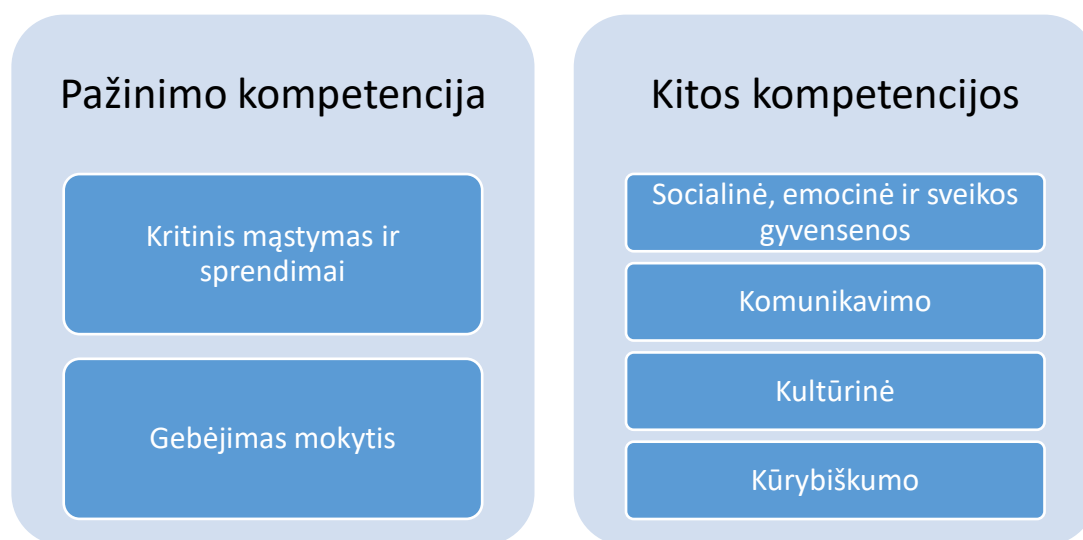 Pažinimo kompetencija
Kritinis mąstymas ir
sprendimai
Gebėjimas mokytis
Kitos kompetencijos
Socialinė, emocinė ir sveikos
gyvensenos
Komunikavimo
Kultūrinė
Kūrybiškumo